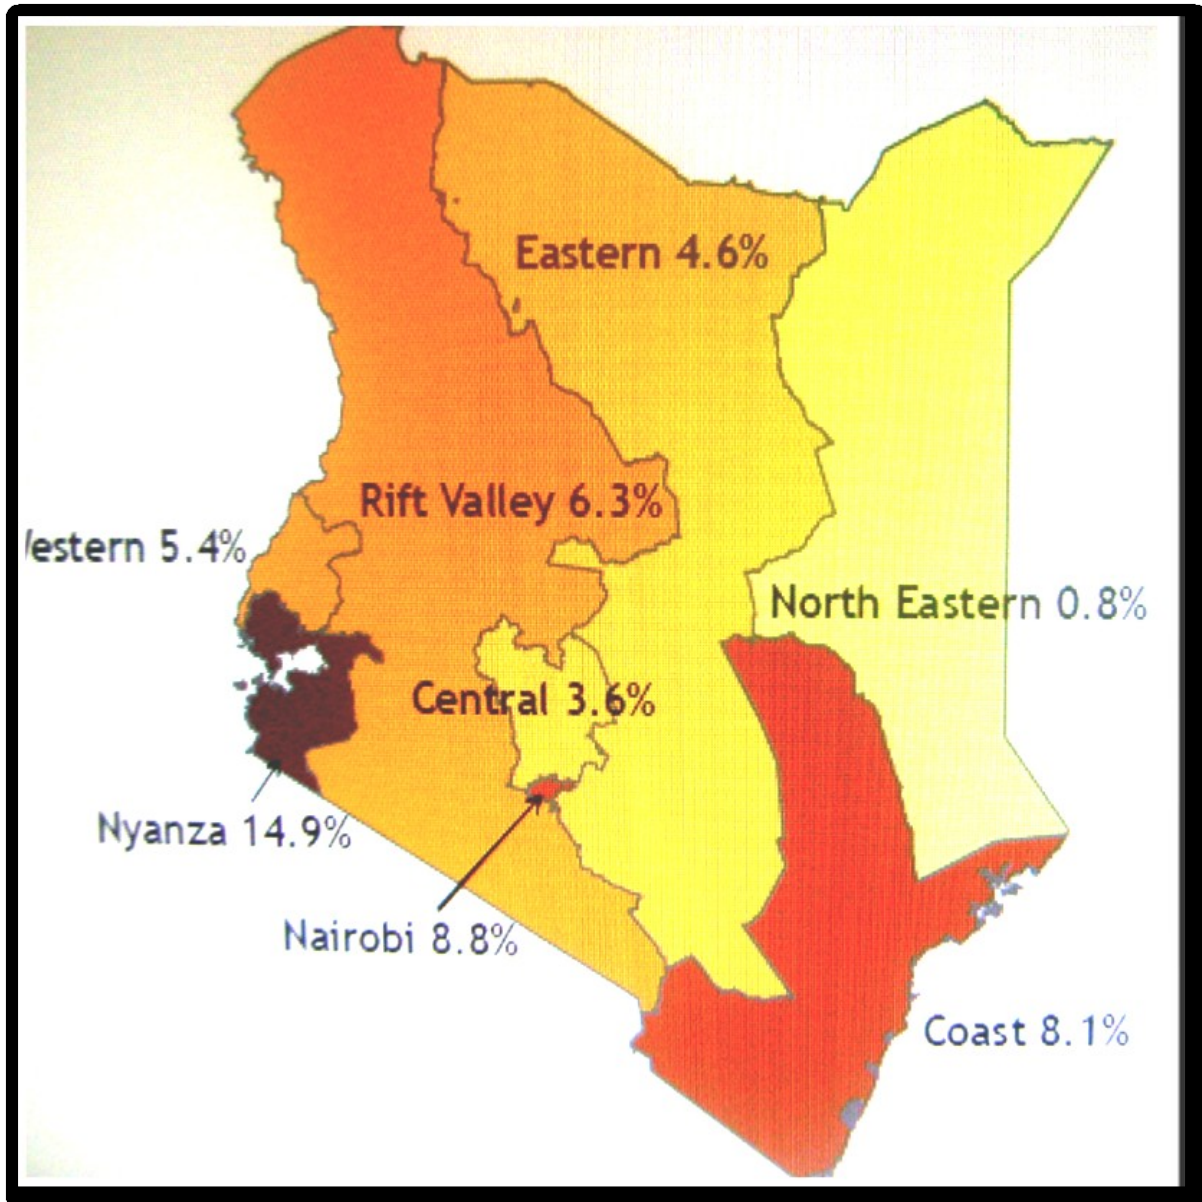 Eastern 4.6%
Rift Valley 6.3%
estern 5.4%
North Eastern 0.8%
Central 3.6%
Nyanza 14.9%
Nairobi 8.8%
Coast 8.1%